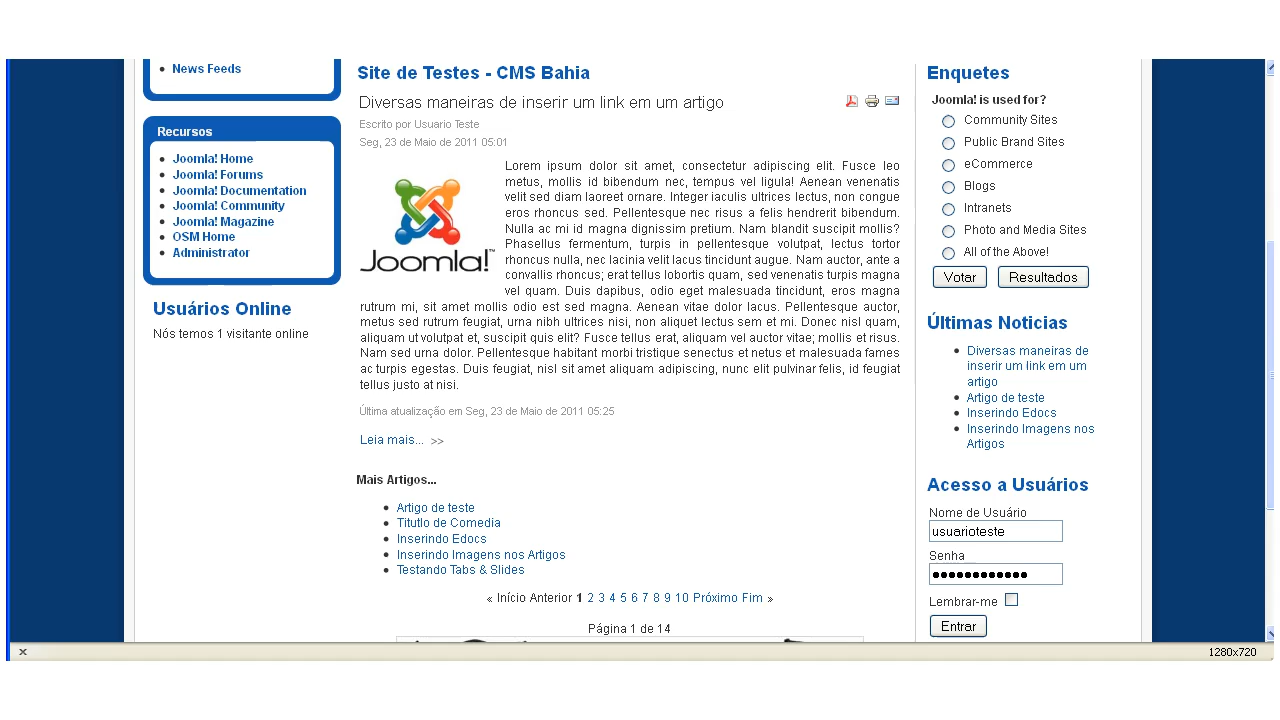 News Feeds
Recursos
Joomla! Home
Joomla! Forums
Joomla! Documentation
Joomla! Community
Joomla! Magazine
OSM Home
Administrator
Usuários Online
Nós temos 1 visitante online
Site de Testes - CMS Bahia
Diversas maneiras de inserir um link em um artigo
Escrito por Usuario Teste
Seg, 23 de Maio de 2011 05:01
Joomla!™
Lorem ipsum dolor sit amet, consectetur adipiscing elit. Fusce leo
metus, mollis id bibendum nec, tempus vel ligula! Aenean venenatis
velit sed diam laoreet ornare. Integer iaculis ultrices lectus, non congue
eros rhoncus sed. Pellentesque nec risus a felis hendrerit bibendum.
Nulla ac mi id magna dignissim pretium. Nam blandit suscipit mollis?
Phasellus fermentum, turpis in pellentesque volutpat, lectus tortor
rhoncus nulla, nec lacinia velit lacus tincidunt augue. Nam auctor, ante a
convallis rhoncus; erat tellus lobortis quam, sed venenatis turpis magna
vel quam. Duis dapibus, odio eget malesuada tincidunt, eros magna
rutrum mi, sit amet mollis odio est sed magna. Aenean vitae dolor lacus. Pellentesque auctor,
metus sed rutrum feugiat, urna nibh ultrices nisi, non aliquet lectus sem et mi. Donec nisl quam,
aliquam ut volutpat et, suscipit quis elit? Fusce tellus erat, aliquam vel auctor vitae; mollis et risus.
Nam sed urna dolor. Pellentesque habitant morbi tristique senectus et netus et malesuada fames
ac turpis egestas. Duis feugiat, nisl sit amet aliquam adipiscing, nunc elit pulvinar felis, id feugiat
tellus justo at nisi.
Última atualização em Seg, 23 de Maio de 2011 05:25
Leia mais... >>
Mais Artigos...
Artigo de teste
Titutlo de Comedia
Inserindo Edocs
Inserindo Imagens nos Artigos
Testando Tabs & Slides
« Início Anterior 1 2 3 4 5 6 7 8 9 10 Próximo Fim »
Página 1 de 14
Enquetes
Joomla! is used for?
Community Sites
Public Brand Sites
eCommerce
Blogs
Intranets
Photo and Media Sites
All of the Above!
Votar Resultados
Últimas Noticias
Diversas maneiras de
inserir um link em um
artigo
Artigo de teste
Inserindo Edocs
Inserindo Imagens nos
Artigos
Acesso a Usuários
Nome de Usuário
usuarioteste
Senha
●●●●●●●●●●●●
Lembrar-me
Entrar
1280x720